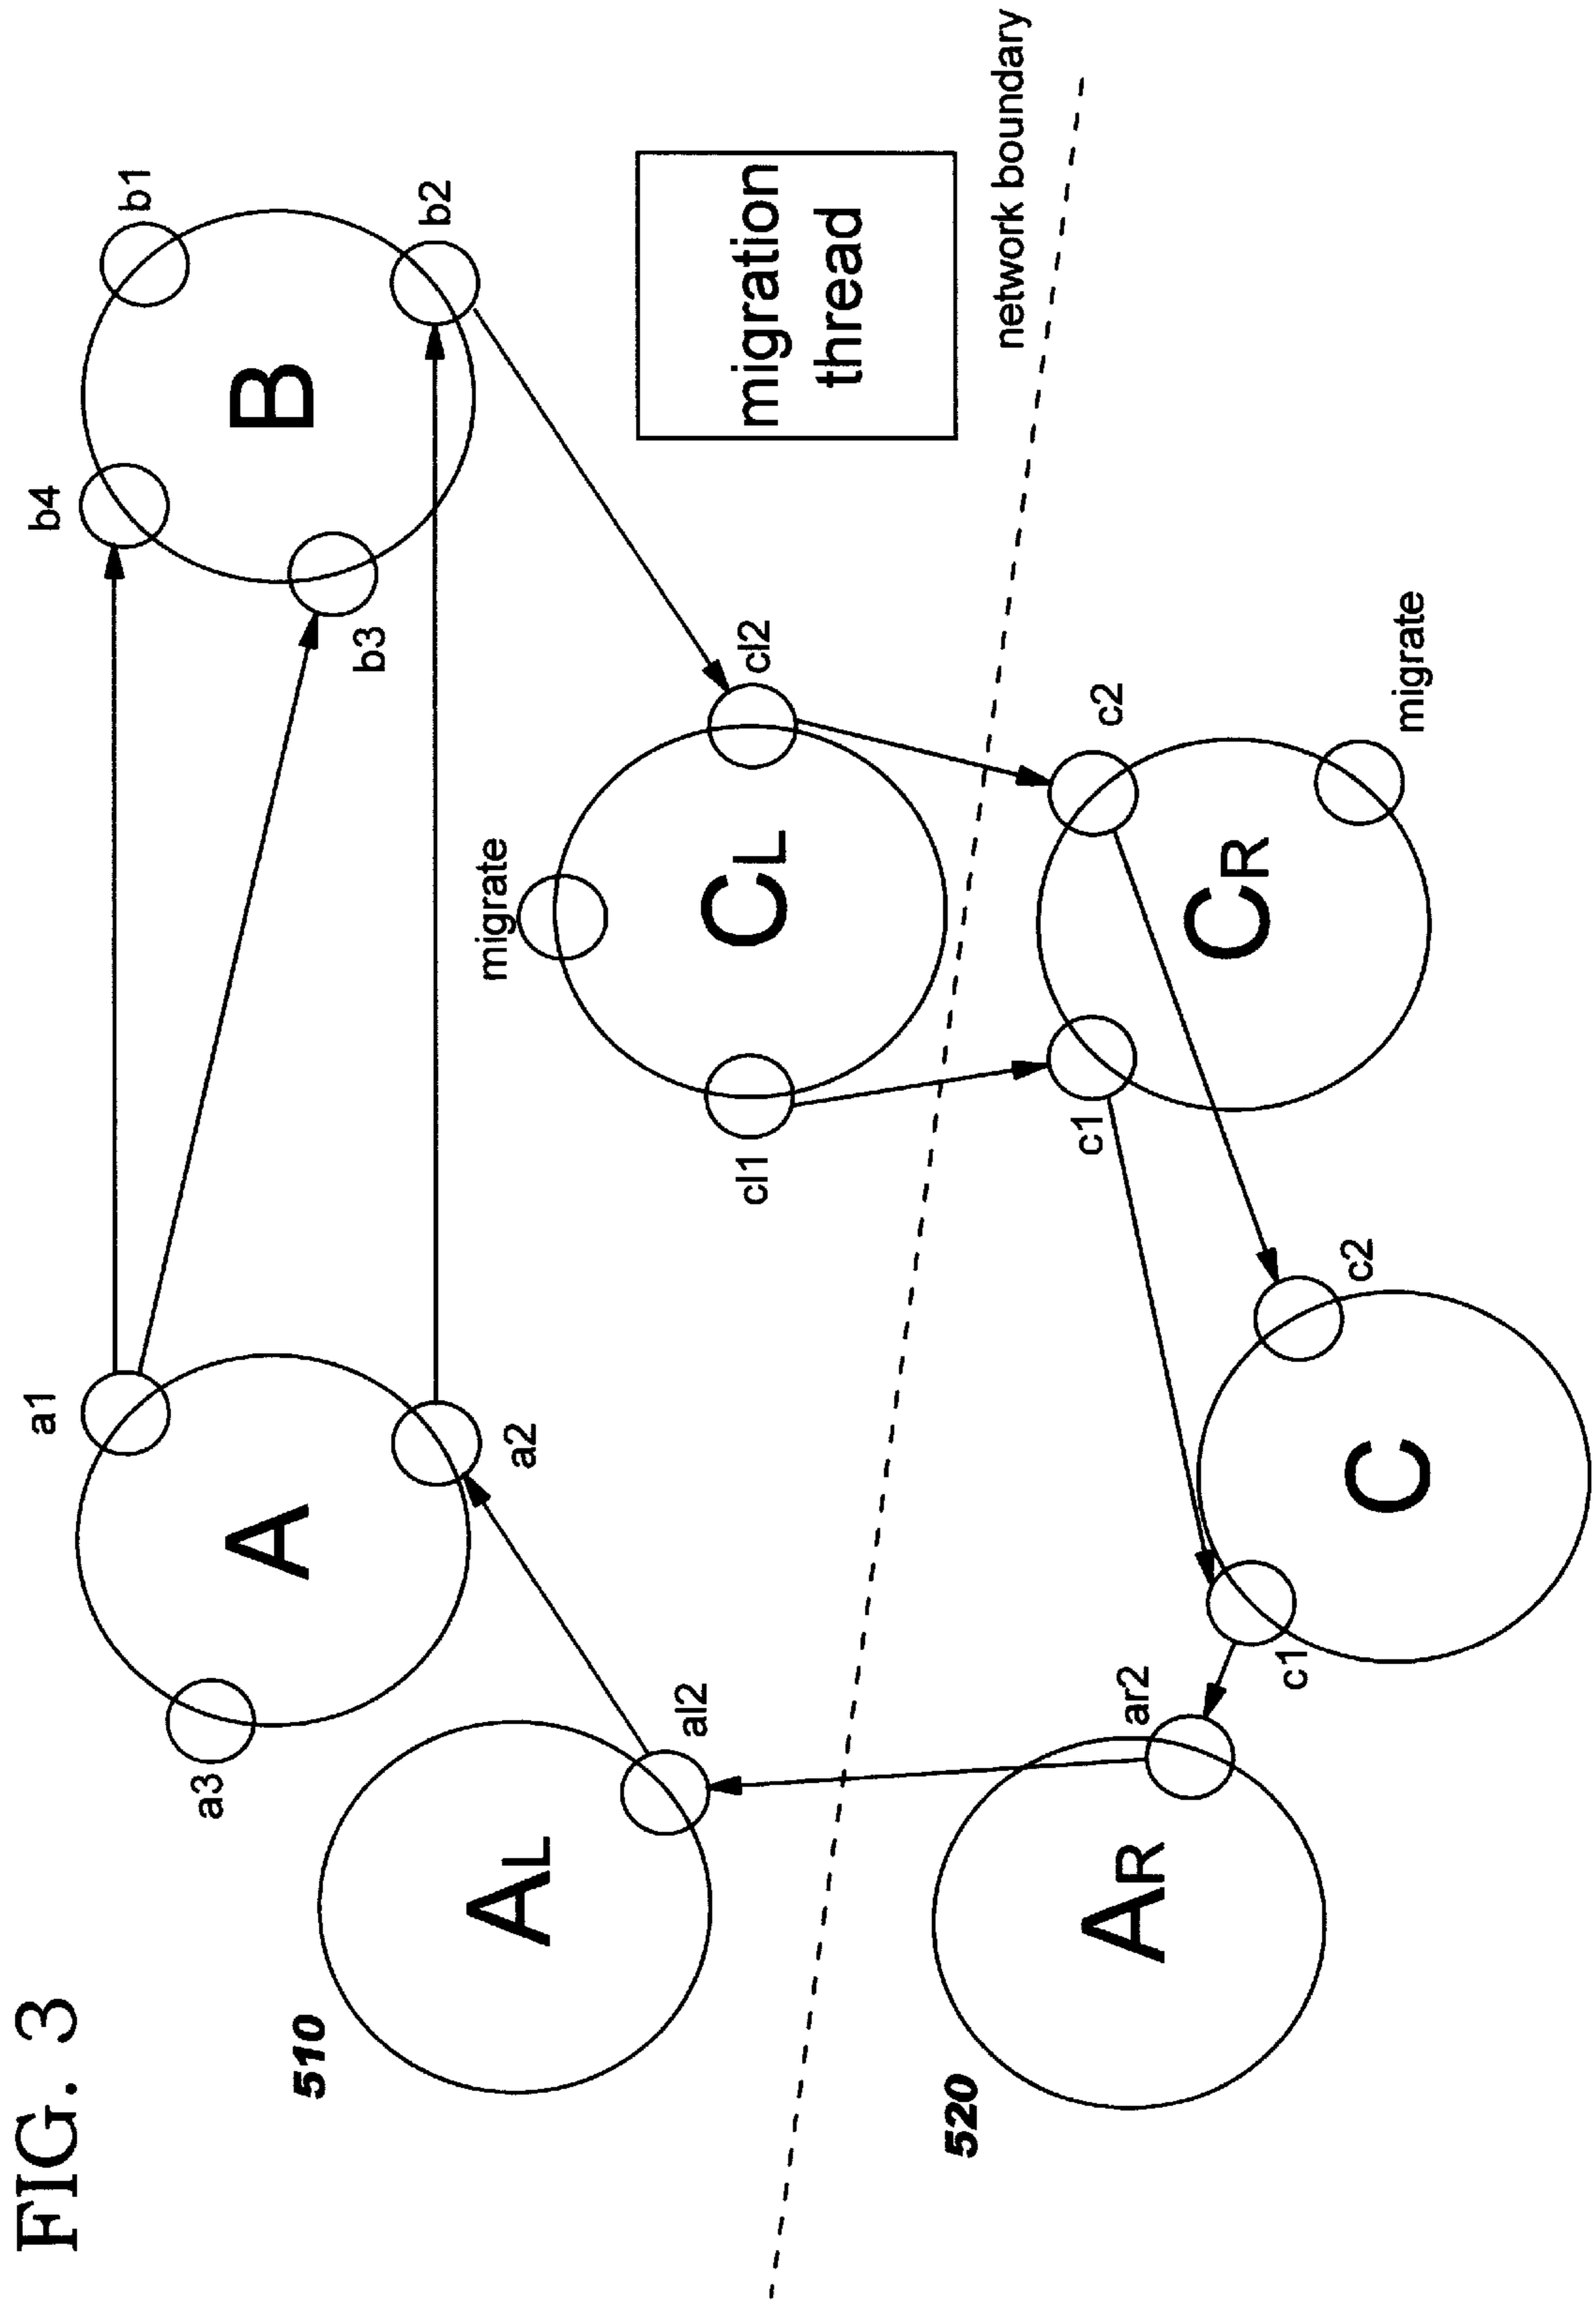 FIG. 3
a1
b4
b1
a3
A
B
a2
b3
b2
510
AL
al2
migrate
CL
cl1
cl2
migration
thread
network boundary
520
AR
ar2
c1
c2
CR
migrate
c1
c2
C